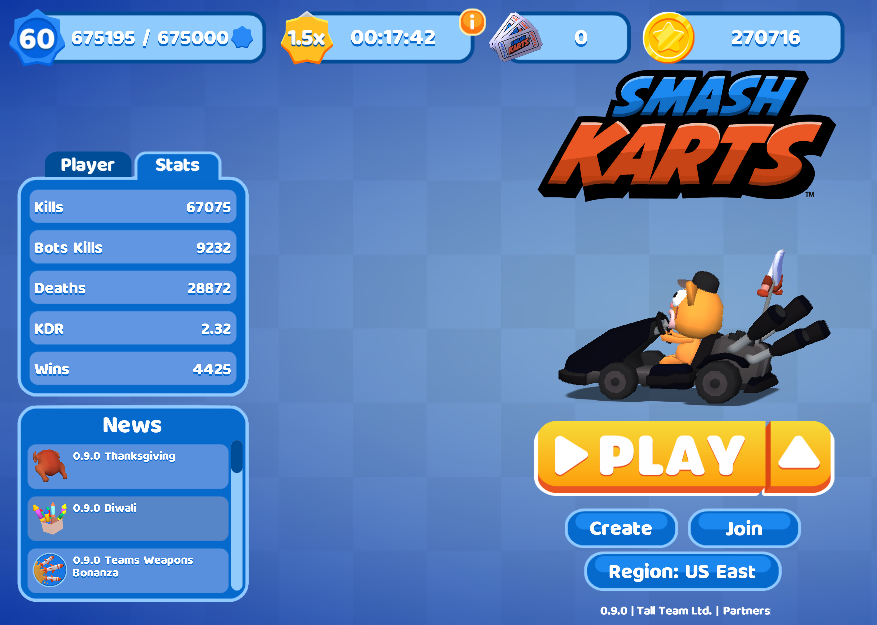 60 675195 / 675000
1.5x 00:17:42
i
KARTS
0
270716
SMASH
KARTS
TM
Player Stats
Kills 67075
Bots Kills 9232
Deaths 28872
KDR 2.32
Wins 4425
News
0.9.0 Thanksgiving
0.9.0 Diwali
0.9.0 Teams Weapons
Bonanza
PLAY
Create Join
Region: US East
0.9.0 | Tall Team Ltd. | Partners